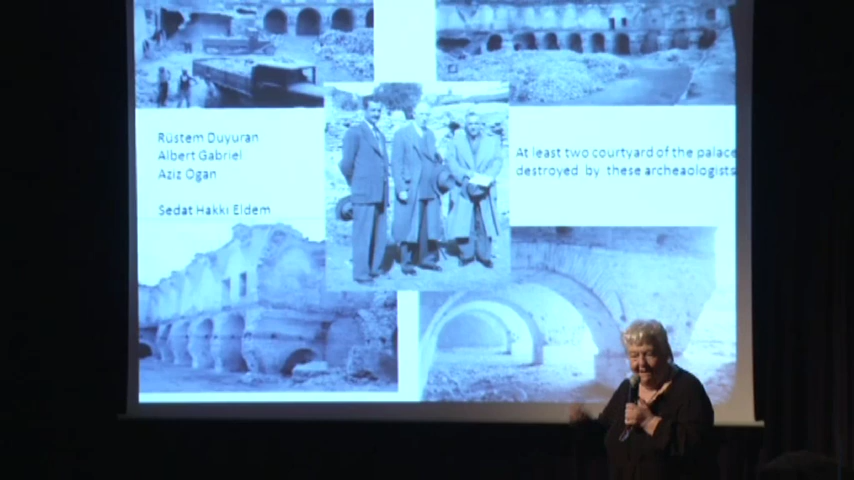 Rüstem Duyuran
Albert Gabriel
Aziz Ogan
Sedat Hakkı Eldem
At least two courtyard of the palace
destroyed by these archeaologists